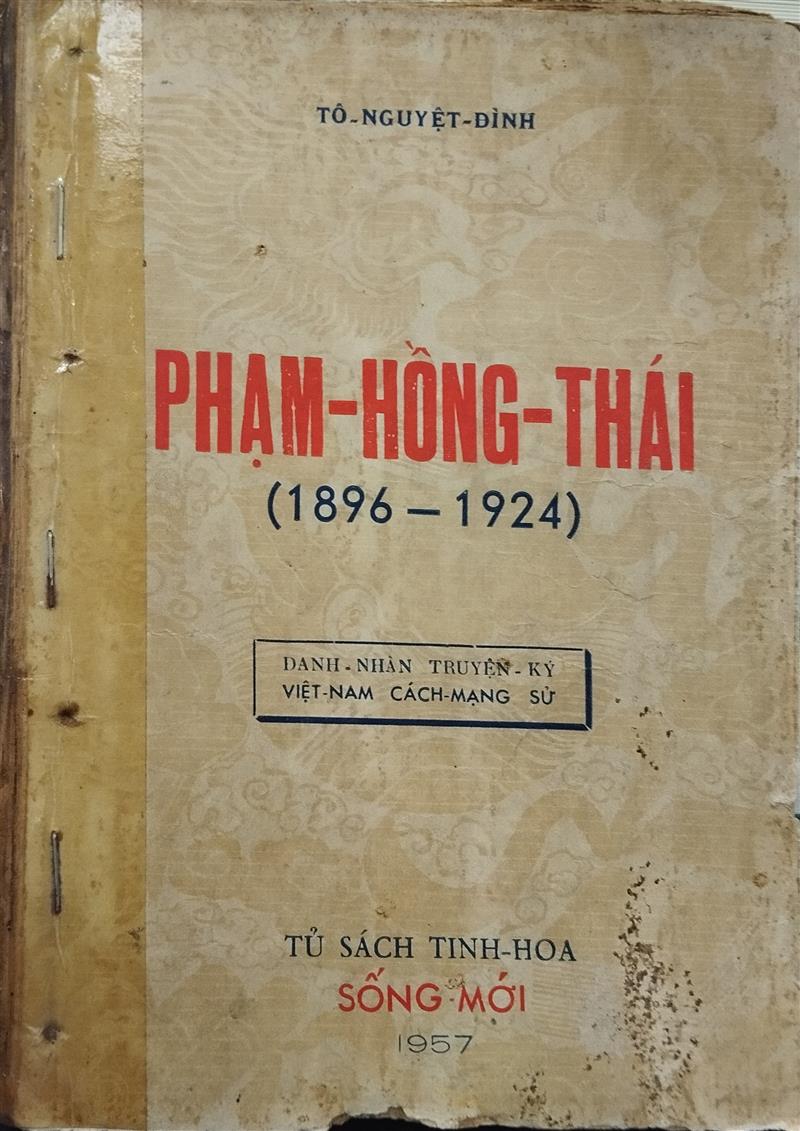 TÔ-NGUYỆT-ĐÌNH
PHẠM-HỒNG-THÁI
(1896 — 1924)
DANH-NHÂN TRUYỆN-KÝ
VIỆT-NAM CÁCH-MẠNG SỬ
TỦ SÁCH TINH-HOA
SỐNG MỚI
1957